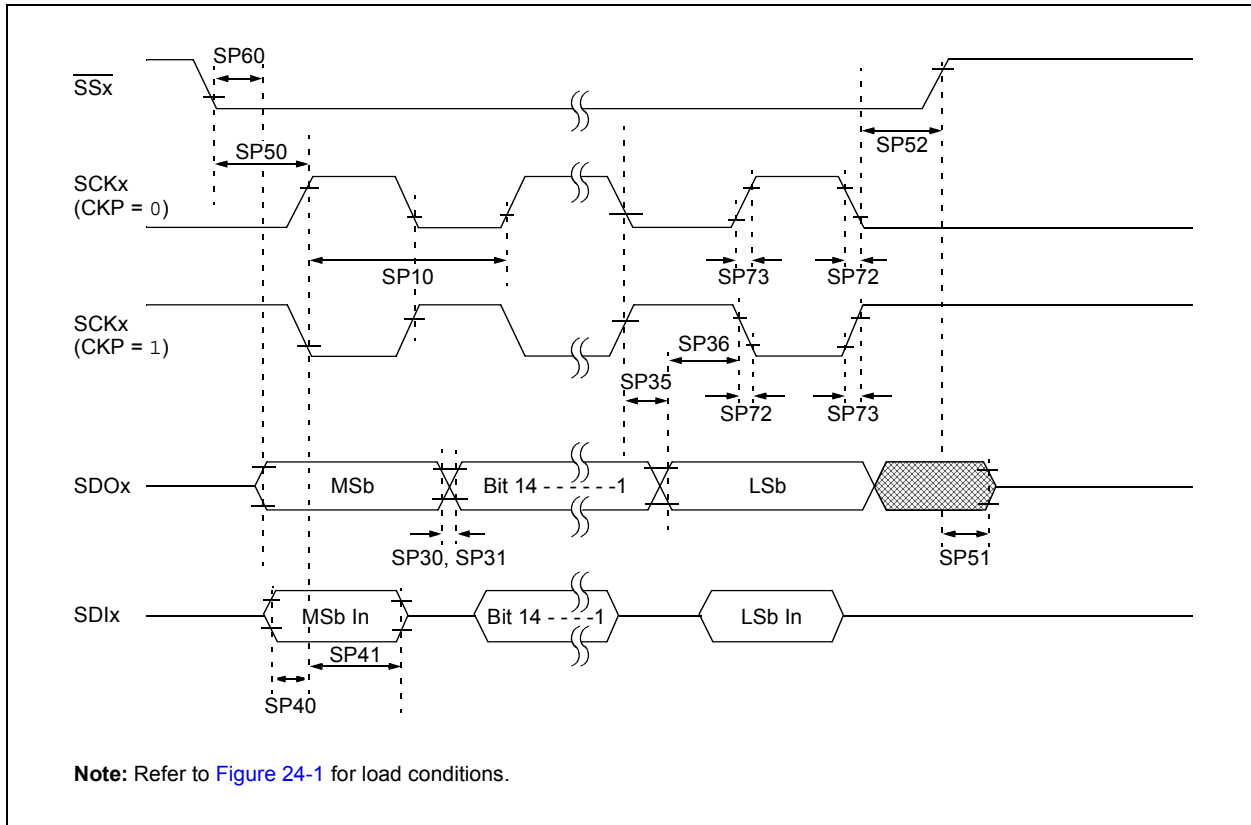 SP60
SSx
SP50
SP52
SCKx
(CKP = 0)
SP10
SP73
SP72
SCKx
(CKP = 1)
SP36
SP35
SP72
SP73
SDOx
MSb
Bit 14 - - - - - -1
LSb
SP30, SP31
SP51
SDIx
MSb In
Bit 14 - - - -1
LSb In
SP41
SP40
Note: Refer to Figure 24-1 for load conditions.